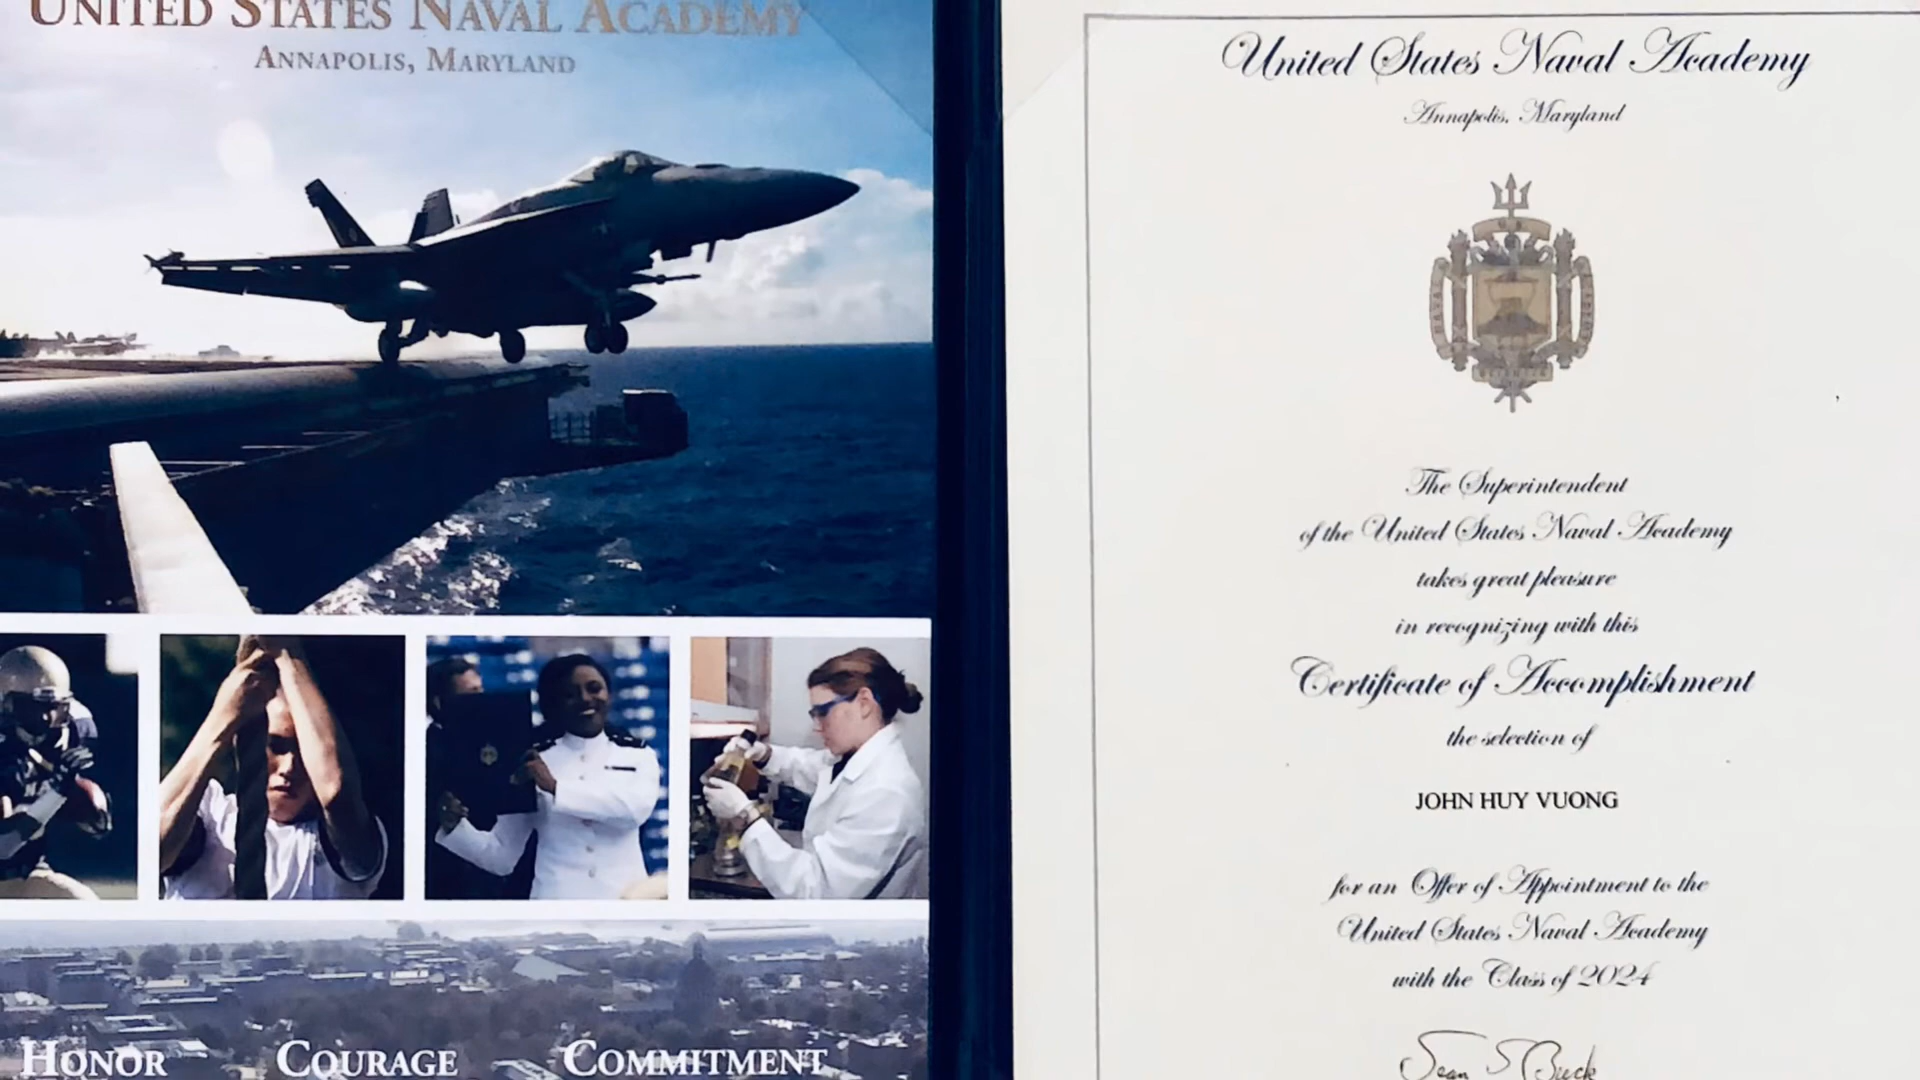 UNITED STATES NAVAL ACADEMY
ANNAPOLIS, MARYLAND
HONOR COURAGE COMMITMENT
United States Naval Academy
Annapolis, Maryland
The Superintendent
of the United States Naval Academy
takes great pleasure
in recognizing with this
Certificate of Accomplishment
the selection of
JOHN HUY VUONG
for an Offer of Appointment to the
United States Naval Academy
with the Class of 2024
Sean S Buck